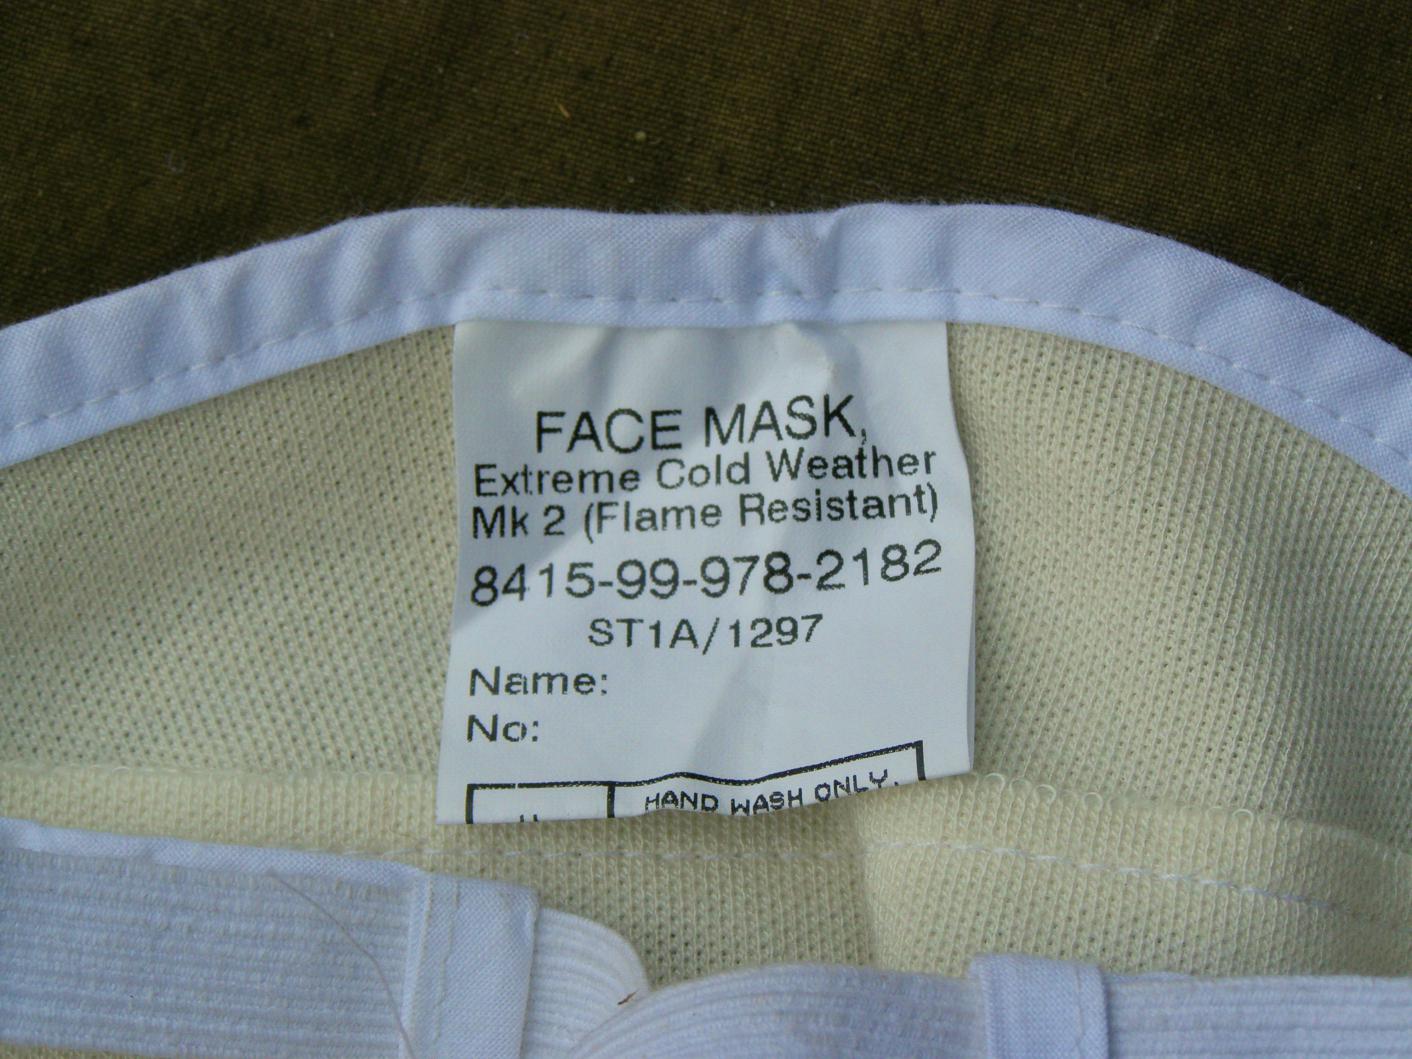 FACE MASK,
Extreme Cold Weather
Mk 2 (Flame Resistant)
8415-99-978-2182
ST1A/1297
Name:
No:
HAND WASH ONLY.